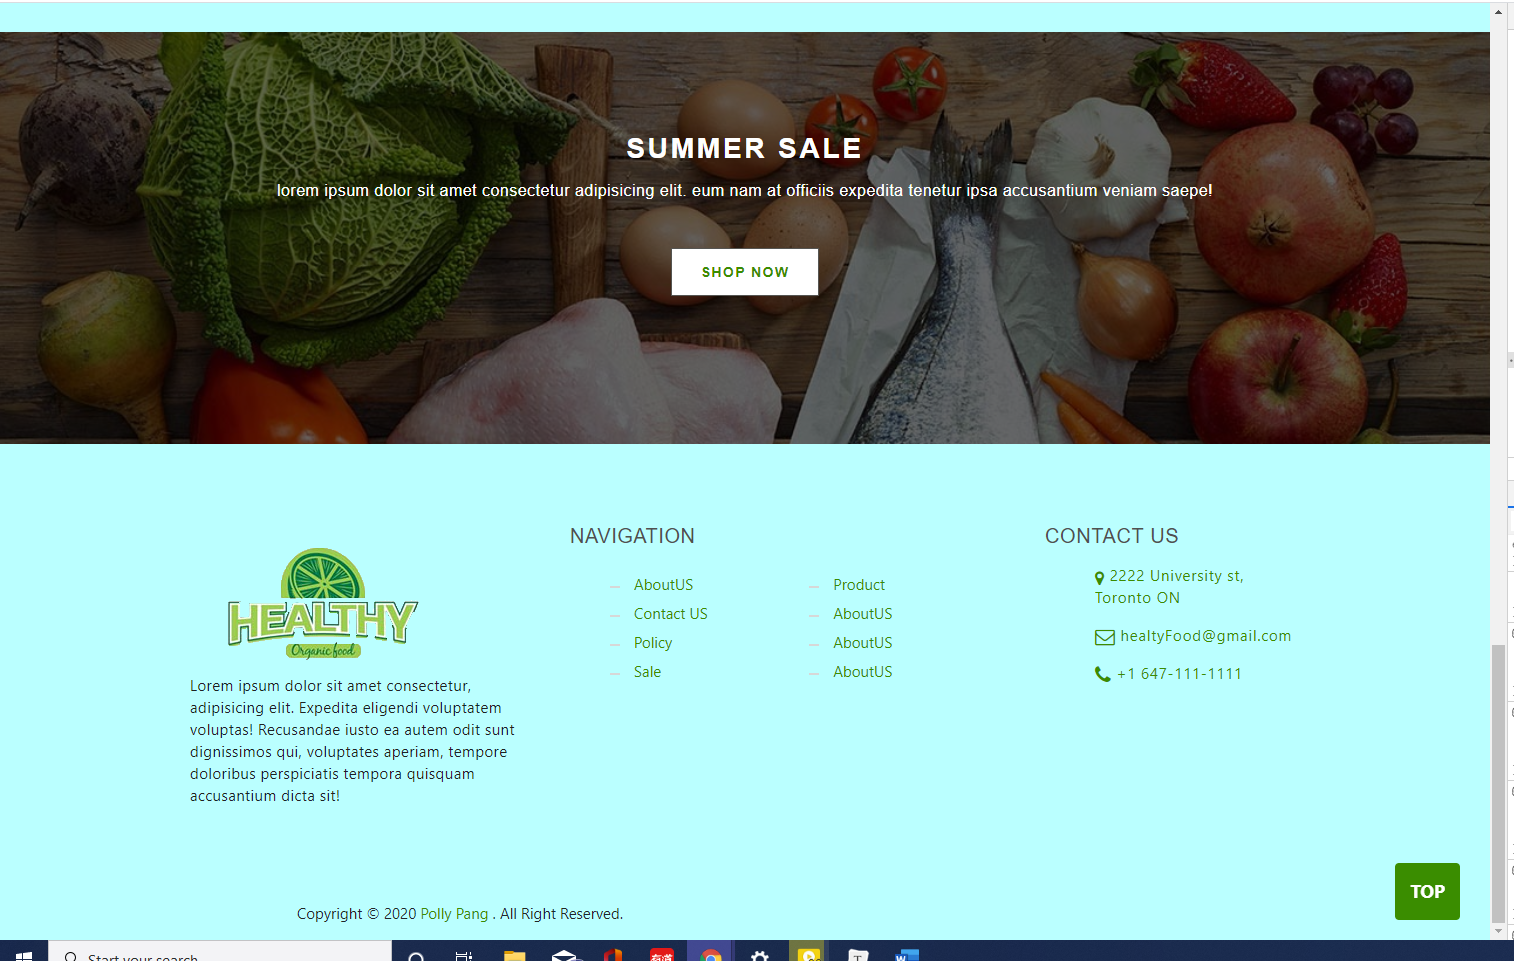 SUMMER SALE
lorem ipsum dolor sit amet consectetur adipisicing elit. eum nam at officiis expedita tenetur ipsa accusantium veniam saepe!
SHOP NOW
HEALTHY
Organic food
Lorem ipsum dolor sit amet consectetur,
adipisicing elit. Expedita eligendi voluptatem
voluptas! Recusandae iusto ea autem odit sunt
dignissimos qui, voluptates aperiam, tempore
doloribus perspiciatis tempora quisquam
accusantium dicta sit!
NAVIGATION
AboutUS
Contact US
Policy
Sale
Product
AboutUS
AboutUS
AboutUS
CONTACT US
2222 University st,
Toronto ON
healtyFood@gmail.com
+1 647-111-1111
TOP
Copyright © 2020 Polly Pang . All Right Reserved.
Start your search